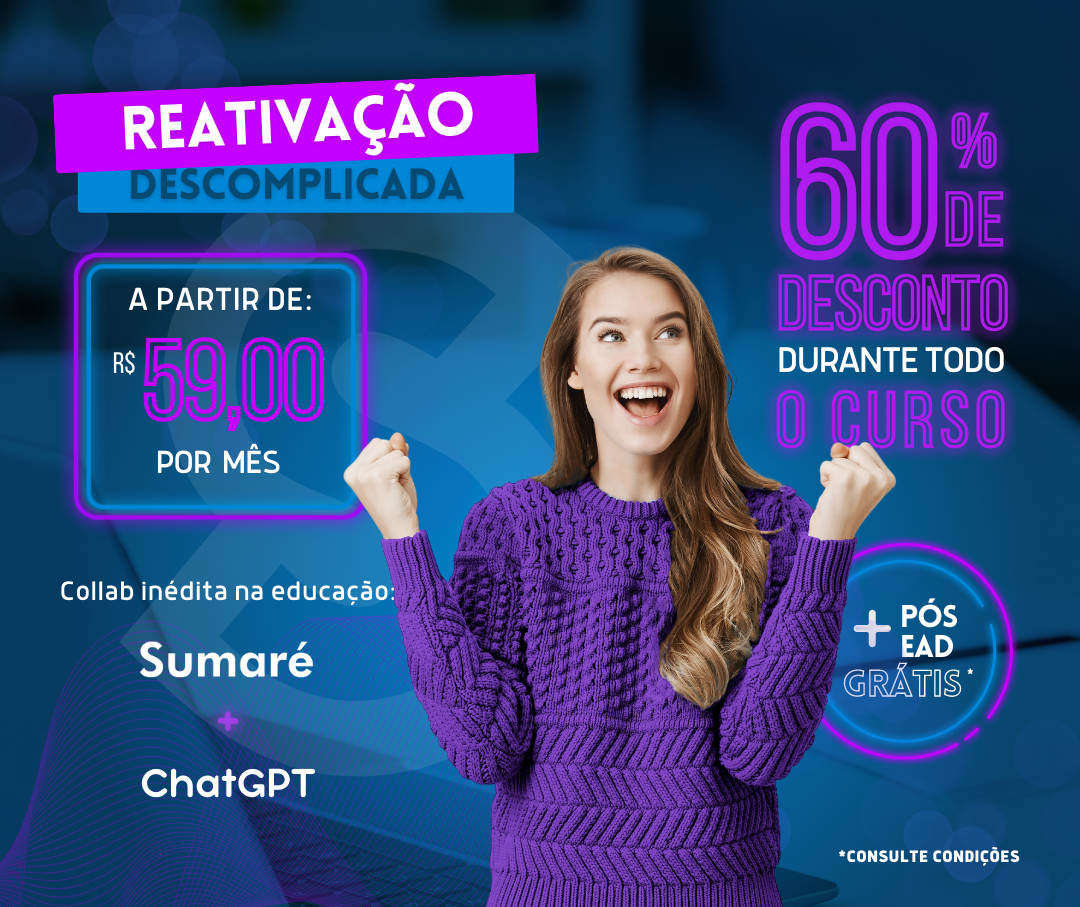 REATIVAÇÃO
DESCOMPLICADA
A PARTIR DE:
R$ 59,00
POR MÊS
Collab inédita na educação:
Sumaré
+
ChatGPT
60%
DE
DESCONTO
DURANTE TODO
O CURSO
+ PÓS
EAD
GRÁTIS*
*CONSULTE CONDIÇÕES